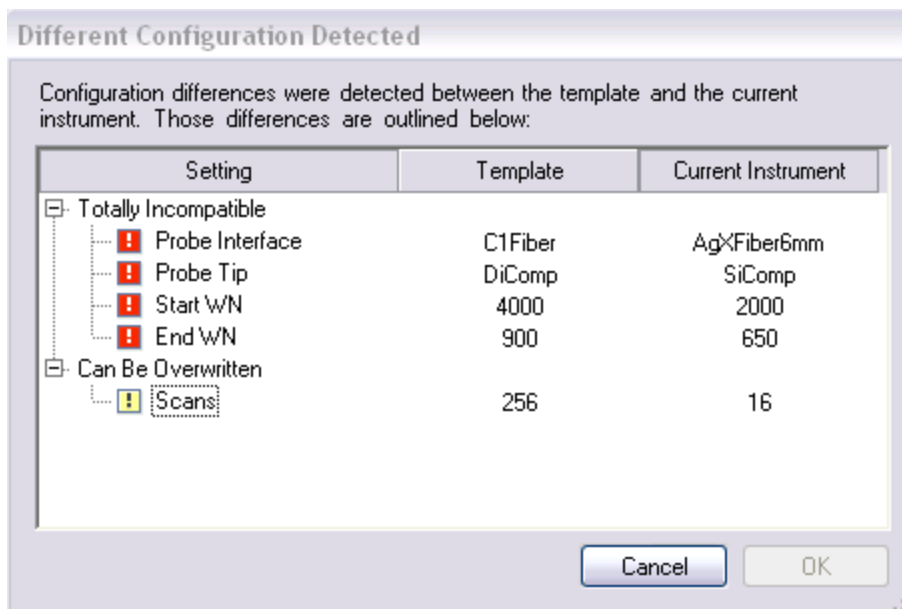 Different Configuration Detected
Configuration differences were detected between the template and the current
instrument. Those differences are outlined below:
Setting Template Current Instrument
Totally Incompatible
Probe Interface C1Fiber AgXFiber6mm
Probe Tip DiComp SiComp
Start WN 4000 2000
End WN 900 650
Can Be Overwritten
Scans 256 16
Cancel OK